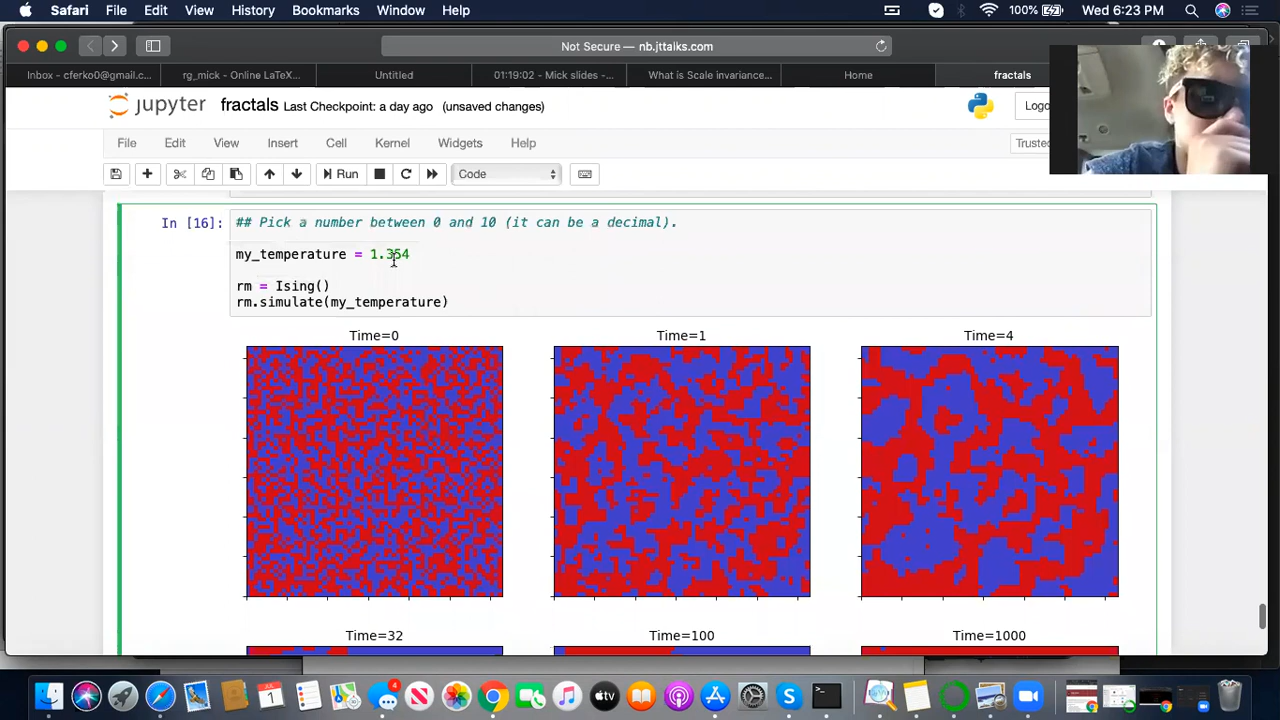 Safari File Edit View History Bookmarks Window Help 100% Wed 6:23 PM
Not Secure — nb.jttalks.com
Inbox - cferko0@gmail.c... rg_mick - Online LaTeX... Untitled 01:19:02 - Mick slides -... What is Scale invariance... Home fractals
jupyter fractals Last Checkpoint: a day ago (unsaved changes) Logo
File Edit View Insert Cell Kernel Widgets Help Trusted
Run Code
In [16]: ## Pick a number between 0 and 10 (it can be a decimal).
my_temperature = 1.354
rm = Ising()
rm.simulate(my_temperature)
Time=0 Time=1 Time=4
Time=32 Time=100 Time=1000
4
1
tv